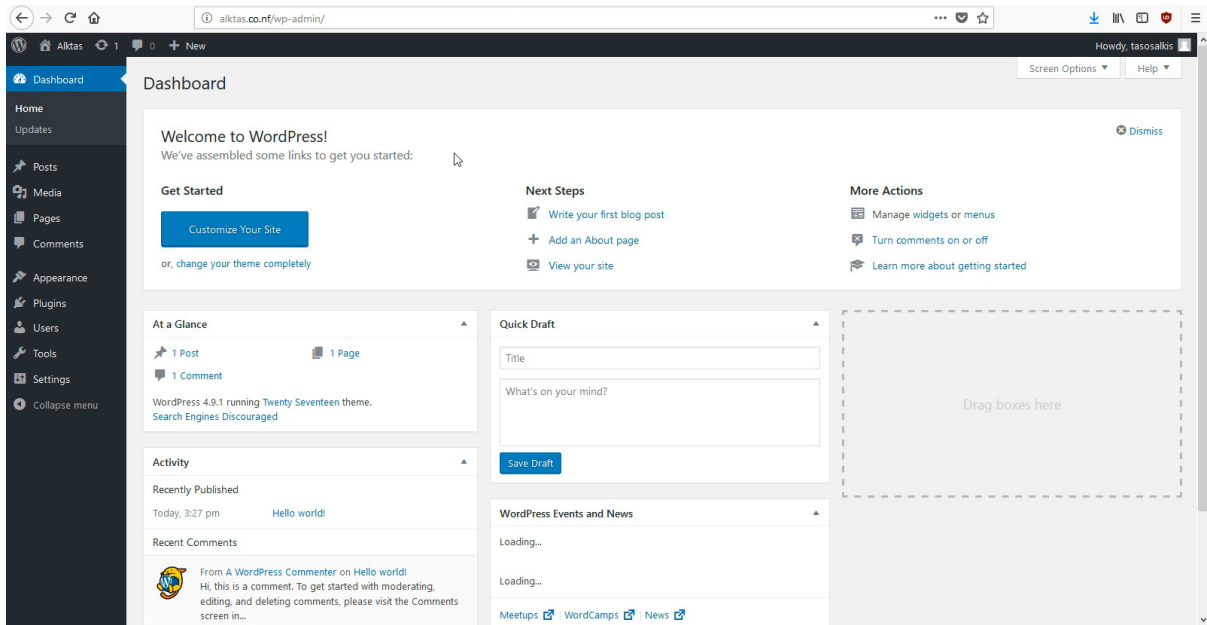 alktas.co.nf/wp-admin/
Alktas 1 0 New
Howdy, tasosalkis
Dashboard
Home
Updates
Posts
Media
Pages
Comments
Appearance
Plugins
Users
Tools
Settings
Collapse menu
Dashboard
Screen Options
Help
Welcome to WordPress!
We've assembled some links to get you started:
Dismiss
Get Started
Customize Your Site
or, change your theme completely
Next Steps
Write your first blog post
Add an About page
View your site
More Actions
Manage widgets or menus
Turn comments on or off
Learn more about getting started
At a Glance
1 Post
1 Page
1 Comment
WordPress 4.9.1 running Twenty Seventeen theme.
Search Engines Discouraged
Activity
Recently Published
Today, 3:27 pm Hello world!
Recent Comments
From A WordPress Commenter on Hello world!
Hi, this is a comment. To get started with moderating,
editing, and deleting comments, please visit the Comments
screen in...
Quick Draft
Title
What's on your mind?
Save Draft
WordPress Events and News
Loading...
Loading...
Meetups | WordCamps | News
Drag boxes here